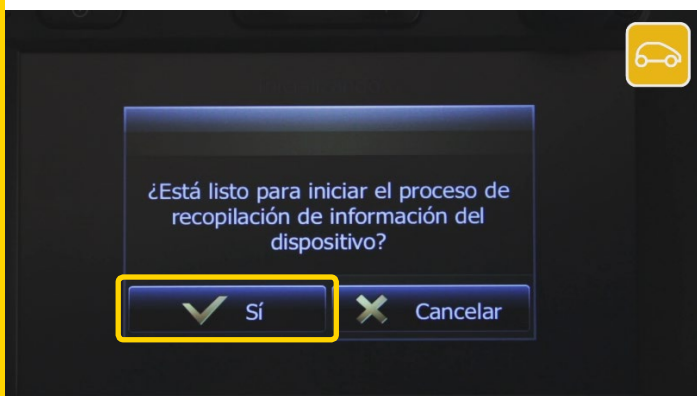 ¿Está listo para iniciar el proceso de
recopilación de información del
dispositivo?
Sí
Cancelar